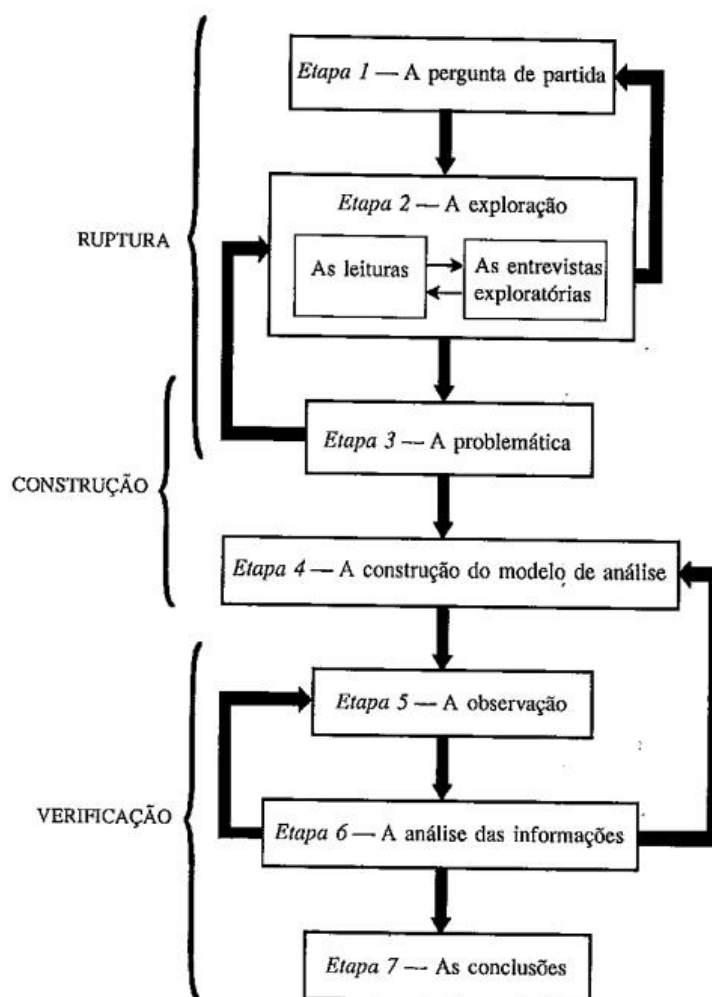 Etapa 1 — A pergunta de partida
Etapa 2 — A exploração
RUPTURA
As leituras
As entrevistas
exploratórias
Etapa 3 — A problemática
CONSTRUÇÃO
Etapa 4 — A construção do modelo de análise
Etapa 5 — A observação
VERIFICAÇÃO
Etapa 6 — A análise das informações
Etapa 7 — As conclusões